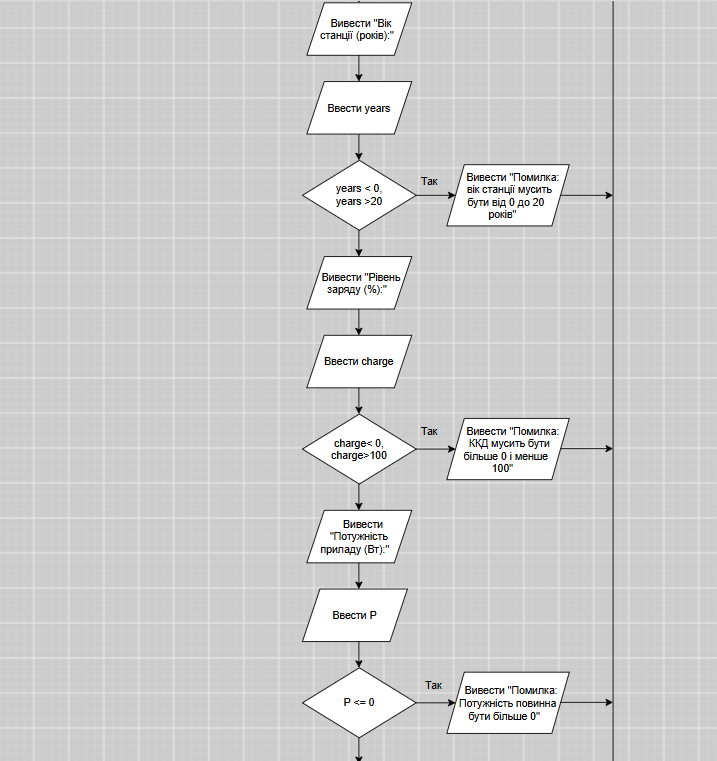 Вивести "Вік
станції (років):"
Ввести years
years < 0,
years >20
Так
Вивести "Помилка:
вік станції мусить
бути від 0 до 20
років"
Вивести "Рівень
заряду (%):"
Ввести charge
charge< 0,
charge>100
Так
Вивести "Помилка:
ККД мусить бути
більше 0 і менше
100"
Вивести
"Потужність
приладу (Вт):"
Ввести P
P <= 0
Так
Вивести "Помилка:
Потужність повинна
бути більше 0"